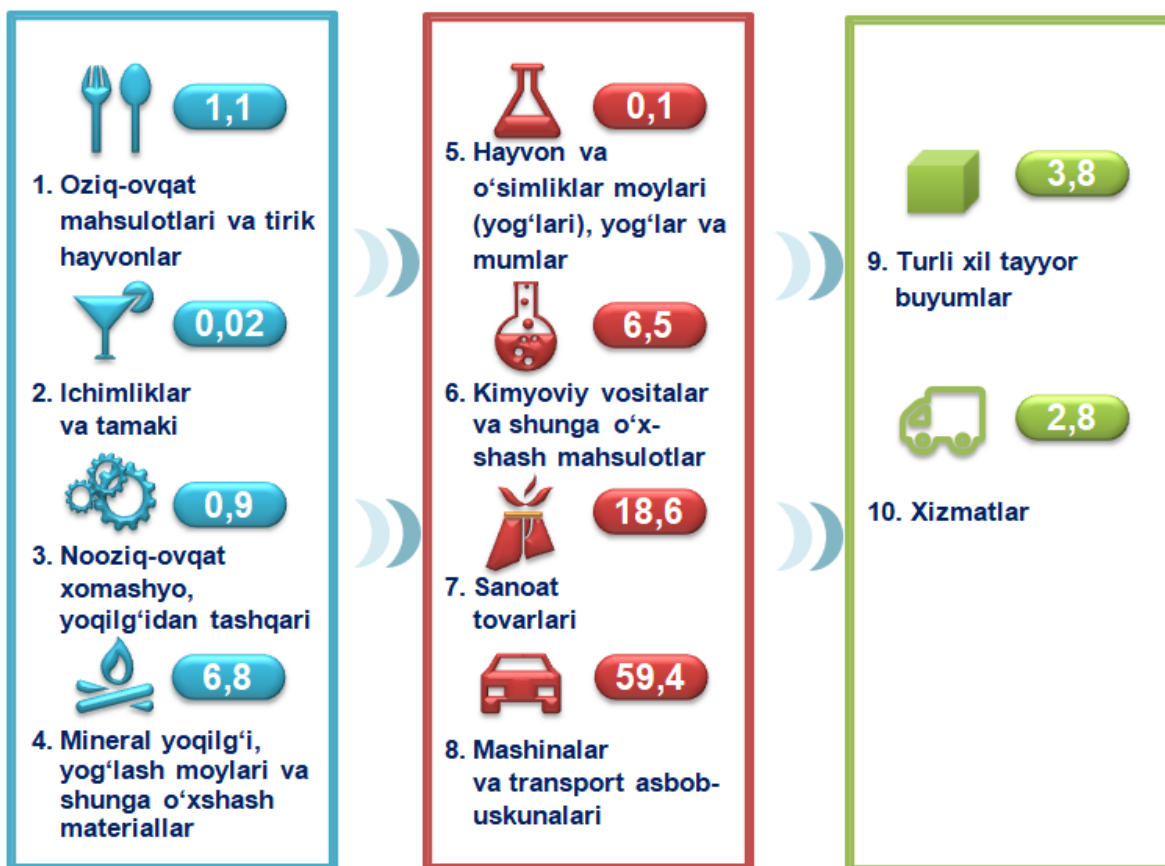 1,1
1. Oziq-ovqat
mahsulotlari va tirik
hayvonlar
0,02
2. Ichimliklar
va tamaki
0,9
3. Nooziq-ovqat
xomashyo,
yoqilg‘idan tashqari
6,8
4. Mineral yoqilg‘i,
yog‘lash moylari va
shunga o‘xshash
materiallar
0,1
5. Hayvon va
o‘simliklar moylari
(yog‘lari), yog‘lar va
mumlar
6,5
6. Kimyoviy vositalar
va shunga o‘x-
shash mahsulotlar
18,6
7. Sanoat
tovarlari
59,4
8. Mashinalar
va transport asbob-
uskunalari
3,8
9. Turli xil tayyor
buyumlar
2,8
10. Xizmatlar